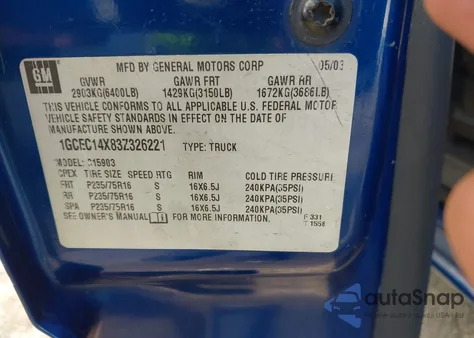 GM
MFD BY GENERAL MOTORS CORP 05/03
GVWR GAWR FRT GAWR RR
2903KG(6400LB) 1429KG(3150LB) 1672KG(3686LB)
THIS VEHICLE CONFORMS TO ALL APPLICABLE U.S. FEDERAL MOTOR
VEHICLE SAFETY STANDARDS IN EFFECT ON THE DATE OF
MANUFACTURE SHOWN ABOVE.
1GCEC14X83Z326221 TYPE: TRUCK
MODEL: C15903
TIRE SIZE SPEED RTG RIM COLD TIRE PRESSURE
FRT P235/75R16 S 16X6.5J 240KPA(35PSI)
RR P235/75R16 S 16X6.5J 240KPA(35PSI)
SPA P235/75R16 S 16X6.5J 240KPA(35PSI)
SEE OWNER'S MANUAL FOR MORE INFORMATION. F 331
T 1558
autoSnap